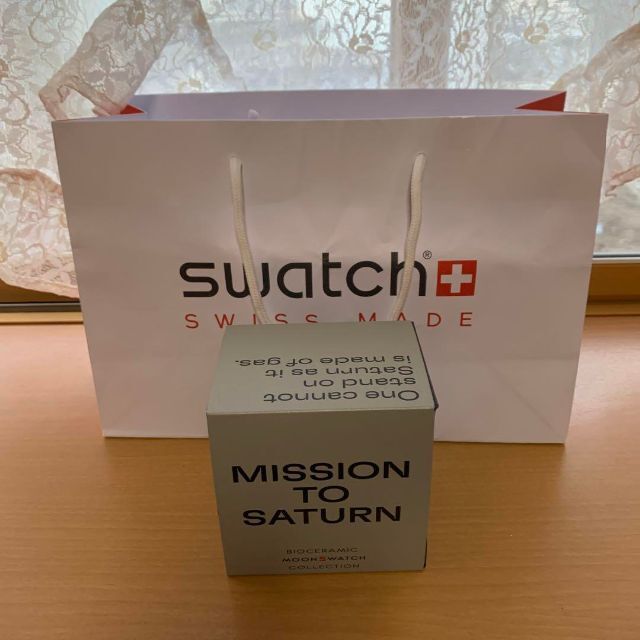 swatch®
SWISS MADE
One cannot
stand on
Saturn as it
is made of gas.
MISSION
TO
SATURN
BIOCERAMIC
MOONSWATCH
COLLECTION